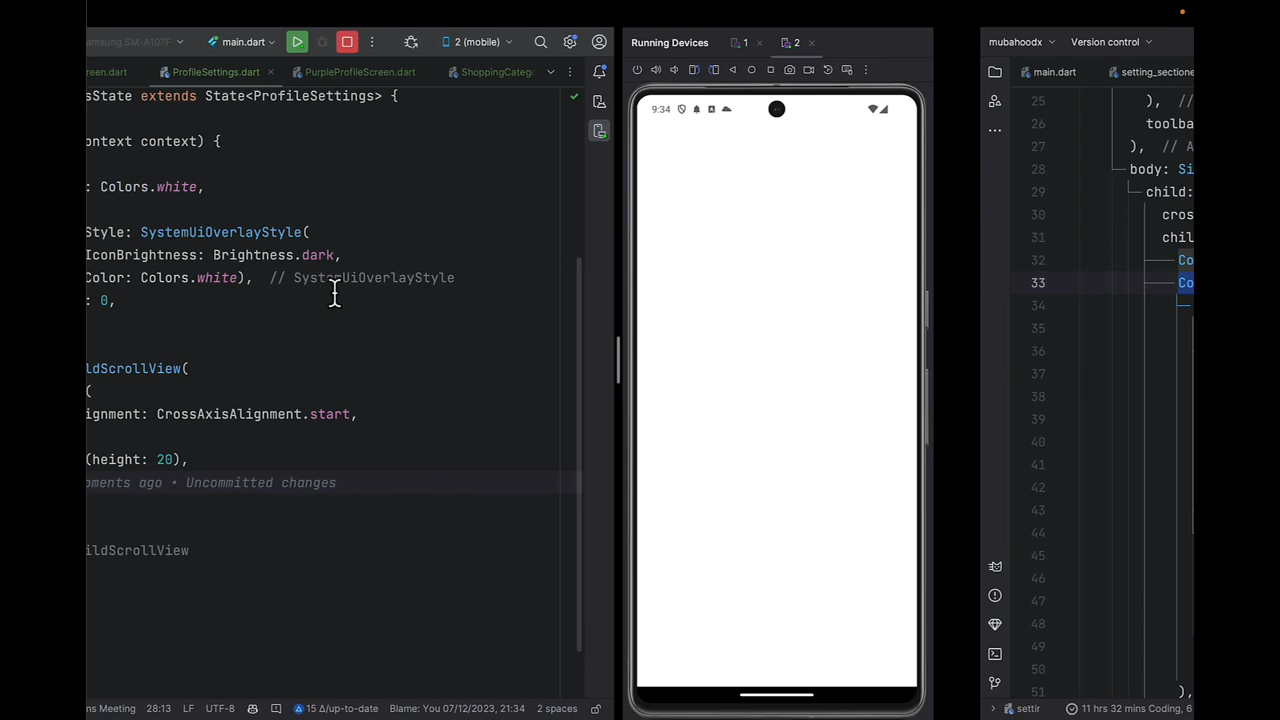 Samsung SM-A107F
main.dart
reen.dart
ProfileSettings.dart
PurpleProfileScreen.dart
ShoppingCateg
sState extends State<ProfileSettings> {
ontext context) {
: Colors.white,
Style: SystemUiOverlayStyle(
IconBrightness: Brightness.dark,
Color: Colors.white), // SystemUiOverlayStyle
: 0,
ldScrollView(
(
ignment: CrossAxisAlignment.start,
(height: 20),
oments ago • Uncommitted changes
ildScrollView
ns Meeting
28:13
LF
UTF-8
15 Δ/up-to-date
Blame: You 07/12/2023, 21:34
2 spaces
2 (mobile)
Running Devices
1
2
9:34
mubahoodx
Version control
main.dart
setting_sectione
25
), //
26
toolba
27
), // A
28
body: Si
29
child:
30
cros
31
chil
32
Co
33
Co
34
35
36
37
38
39
40
41
42
43
44
45
46
47
48
49
50
51
),
settir
11 hr 32 mins Coding, 6